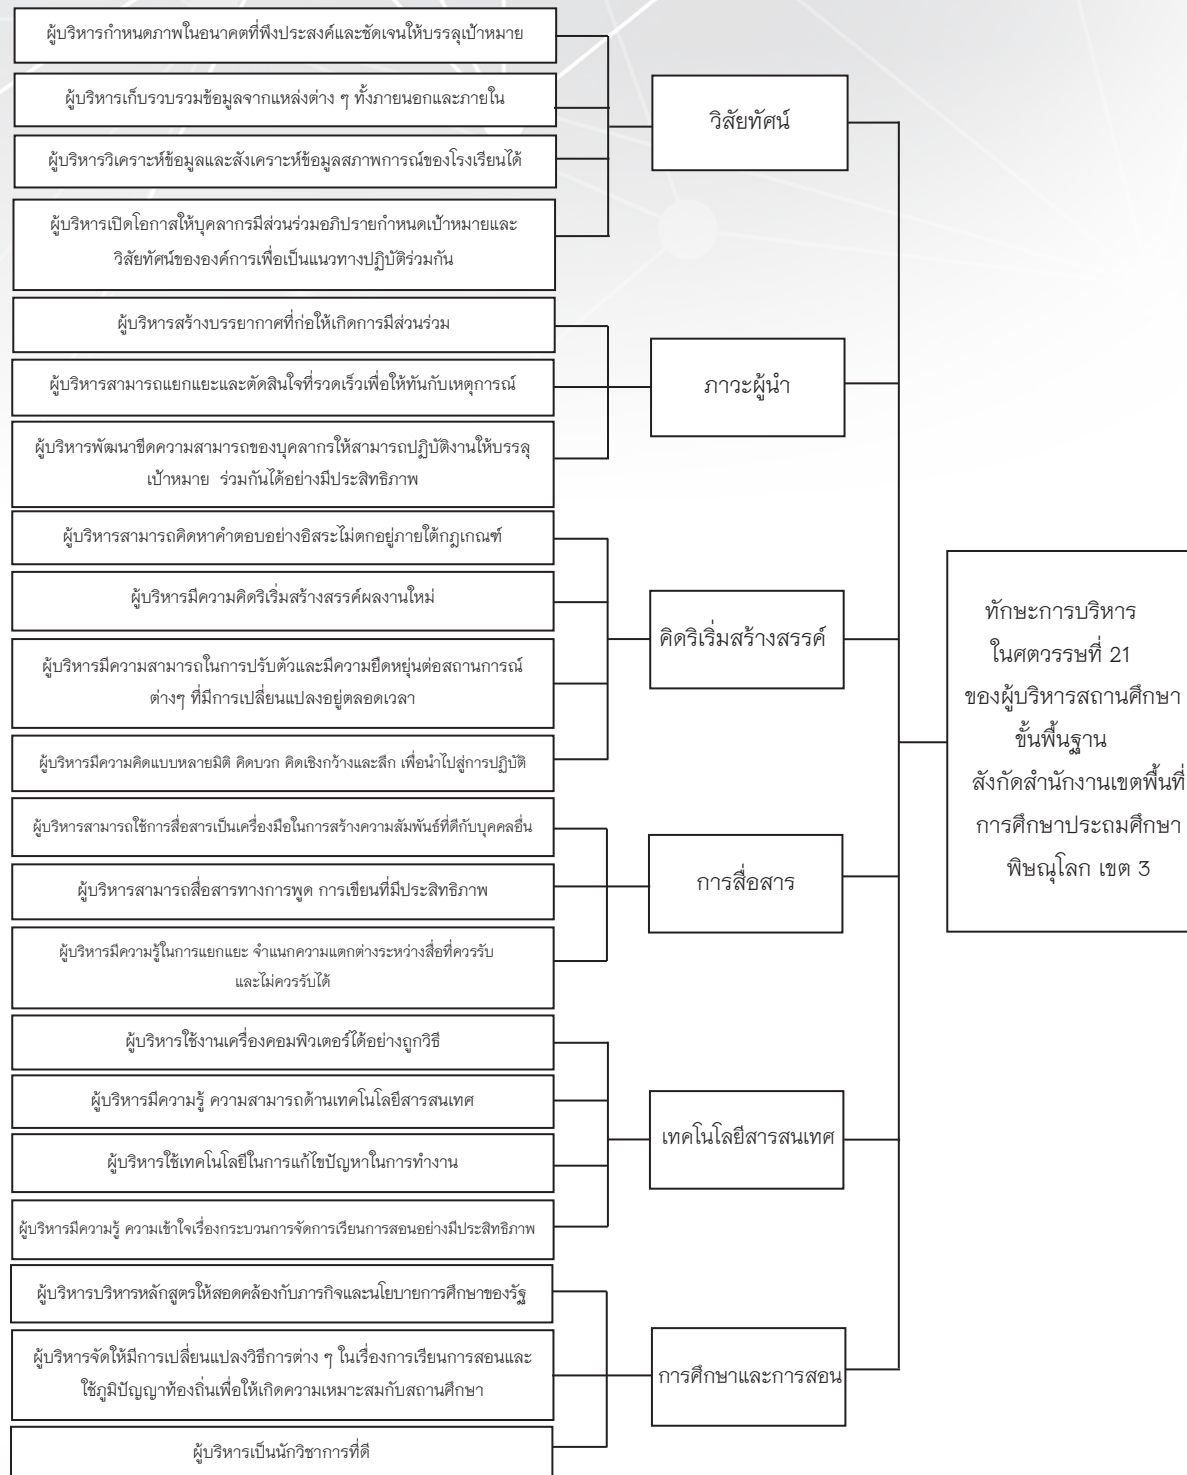 ผู้บริหารกำหนดภาพในอนาคตที่พึงประสงค์และชัดเจนให้บรรลุเป้าหมาย
ผู้บริหารเก็บรวบรวมข้อมูลจากแหล่งต่าง ๆ ทั้งภายนอกและภายใน
ผู้บริหารวิเคราะห์ข้อมูลและสังเคราะห์ข้อมูลสภาพการณ์ของโรงเรียนได้
ผู้บริหารเปิดโอกาสให้บุคลากรมีส่วนร่วมอภิปรายกำหนดเป้าหมายและ
วิสัยทัศน์ขององค์การเพื่อเป็นแนวทางปฏิบัติร่วมกัน
วิสัยทัศน์
ผู้บริหารสร้างบรรยากาศที่ก่อให้เกิดการมีส่วนร่วม
ผู้บริหารสามารถแยกแยะและตัดสินใจที่รวดเร็วเพื่อให้ทันกับเหตุการณ์
ผู้บริหารพัฒนาขีดความสามารถของบุคลากรให้สามารถปฏิบัติงานให้บรรลุ
เป้าหมาย ร่วมกันได้อย่างมีประสิทธิภาพ
ภาวะผู้นำ
ผู้บริหารสามารถคิดหาคำตอบอย่างอิสระไม่ตกอยู่ภายใต้กฎเกณฑ์
ผู้บริหารมีความคิดริเริ่มสร้างสรรค์ผลงานใหม่
ผู้บริหารมีความสามารถในการปรับตัวและมีความยืดหยุ่นต่อสถานการณ์
ต่างๆ ที่มีการเปลี่ยนแปลงอยู่ตลอดเวลา
ผู้บริหารมีความคิดแบบหลายมิติ คิดบวก คิดเชิงกว้างและลึก เพื่อนำไปสู่การปฏิบัติ
คิดริเริ่มสร้างสรรค์
ผู้บริหารสามารถใช้การสื่อสารเป็นเครื่องมือในการสร้างความสัมพันธ์ที่ดีกับบุคคลอื่น
ผู้บริหารสามารถสื่อสารทางการพูด การเขียนที่มีประสิทธิภาพ
ผู้บริหารมีความรู้ในการแยกแยะ จำแนกความแตกต่างระหว่างสื่อที่ควรรับ
และไม่ควรรับได้
การสื่อสาร
ผู้บริหารใช้งานเครื่องคอมพิวเตอร์ได้อย่างถูกวิธี
ผู้บริหารมีความรู้ ความสามารถด้านเทคโนโลยีสารสนเทศ
ผู้บริหารใช้เทคโนโลยีในการแก้ไขปัญหาในการทำงาน
ผู้บริหารมีความรู้ ความเข้าใจเรื่องกระบวนการจัดการเรียนการสอนอย่างมีประสิทธิภาพ
เทคโนโลยีสารสนเทศ
ผู้บริหารบริหารหลักสูตรให้สอดคล้องกับภารกิจและนโยบายการศึกษาของรัฐ
ผู้บริหารจัดให้มีการเปลี่ยนแปลงวิธีการต่าง ๆ ในเรื่องการเรียนการสอนและ
ใช้ภูมิปัญญาท้องถิ่นเพื่อให้เกิดความเหมาะสมกับสถานศึกษา
ผู้บริหารเป็นนักวิชาการที่ดี
การศึกษาและการสอน
ทักษะการบริหาร
ในศตวรรษที่ 21
ของผู้บริหารสถานศึกษา
ขั้นพื้นฐาน
สังกัดสำนักงานเขตพื้นที่
การศึกษาประถมศึกษา
พิษณุโลก เขต 3